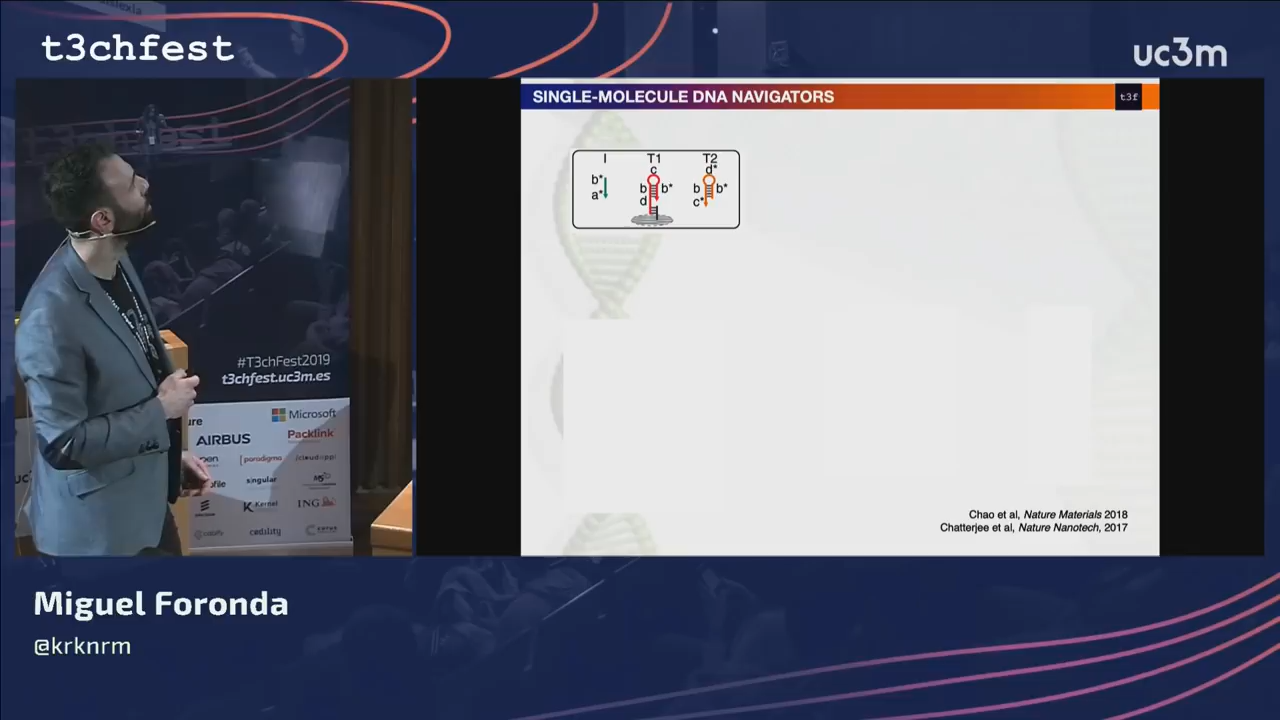 t3chfest
uc3m
SINGLE-MOLECULE DNA NAVIGATORS
t3f
I
T1
T2
c
d*
b*
a*
b
b*
d
b
b*
c*
Chao et al, Nature Materials 2018
Chatterjee et al, Nature Nanotech, 2017
#T3chFest2019
t3chfest.uc3m.es
Microsoft
AIRBUS
Packlink
paradigma
singular
Kernel
ING
cedility
Miguel Foronda
@krknrm